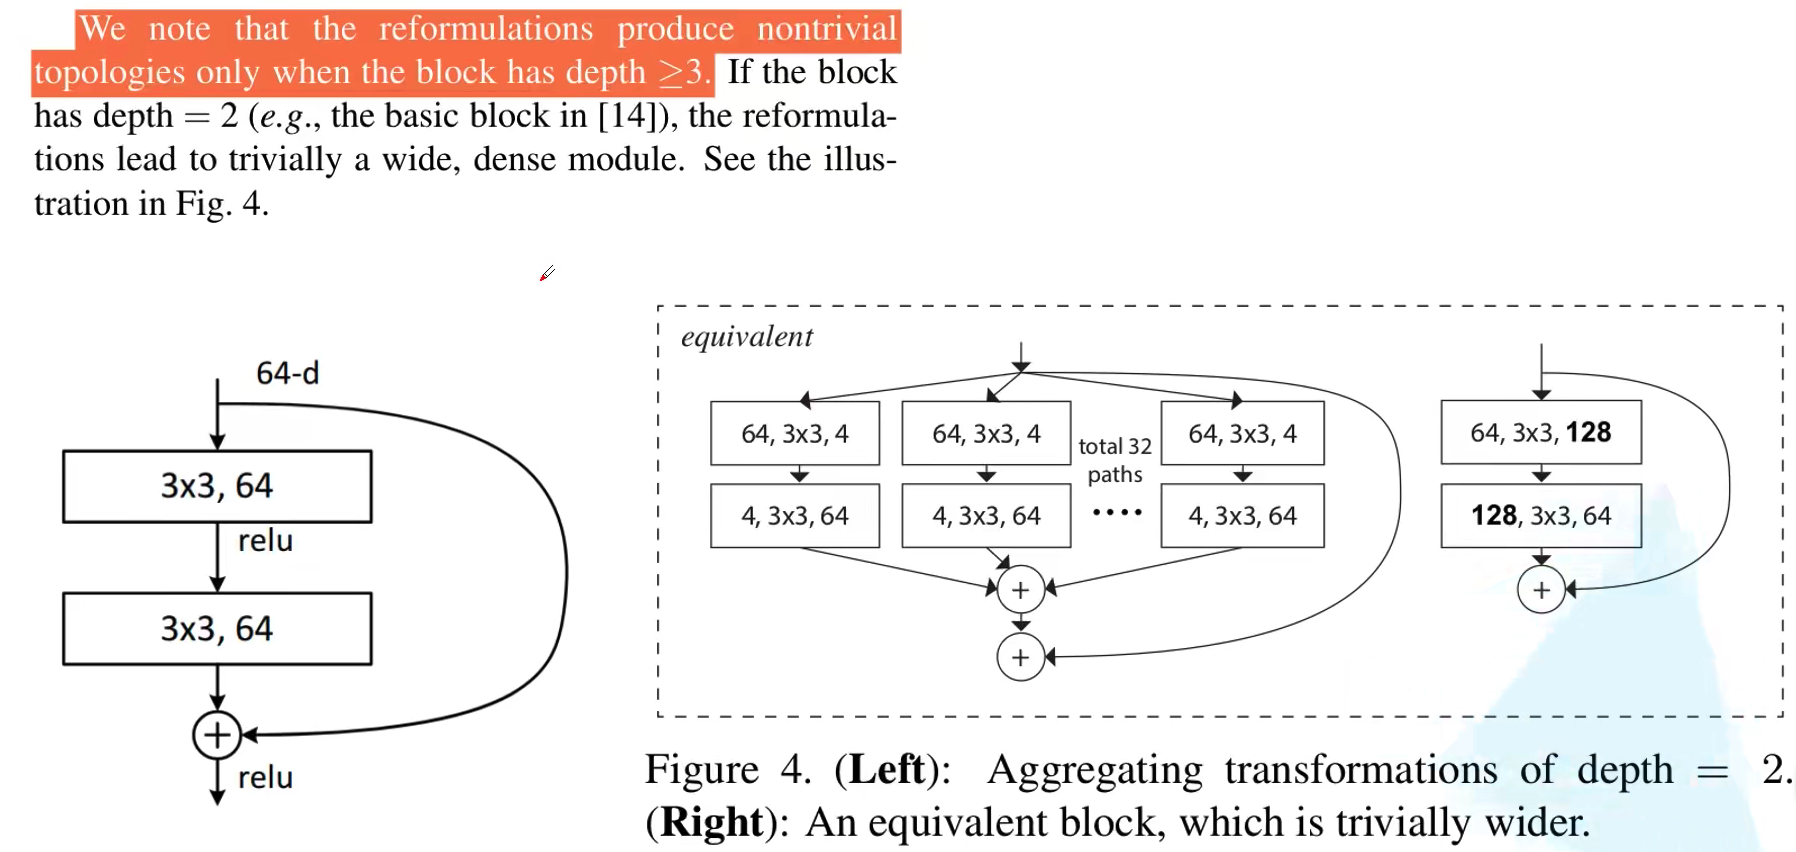 We note that the reformulations produce nontrivial
topologies only when the block has depth ≥3. If the block
has depth = 2 (e.g., the basic block in [14]), the reformula-
tions lead to trivially a wide, dense module. See the illus-
tration in Fig. 4.
64-d
3x3, 64
relu
3x3, 64
+
relu
equivalent
64, 3x3, 4
64, 3x3, 4
total 32
paths
64, 3x3, 4
4, 3x3, 64
4, 3x3, 64
....
4, 3x3, 64
+
+
64, 3x3, 128
128, 3x3, 64
+
Figure 4. (Left): Aggregating transformations of depth = 2.
(Right): An equivalent block, which is trivially wider.